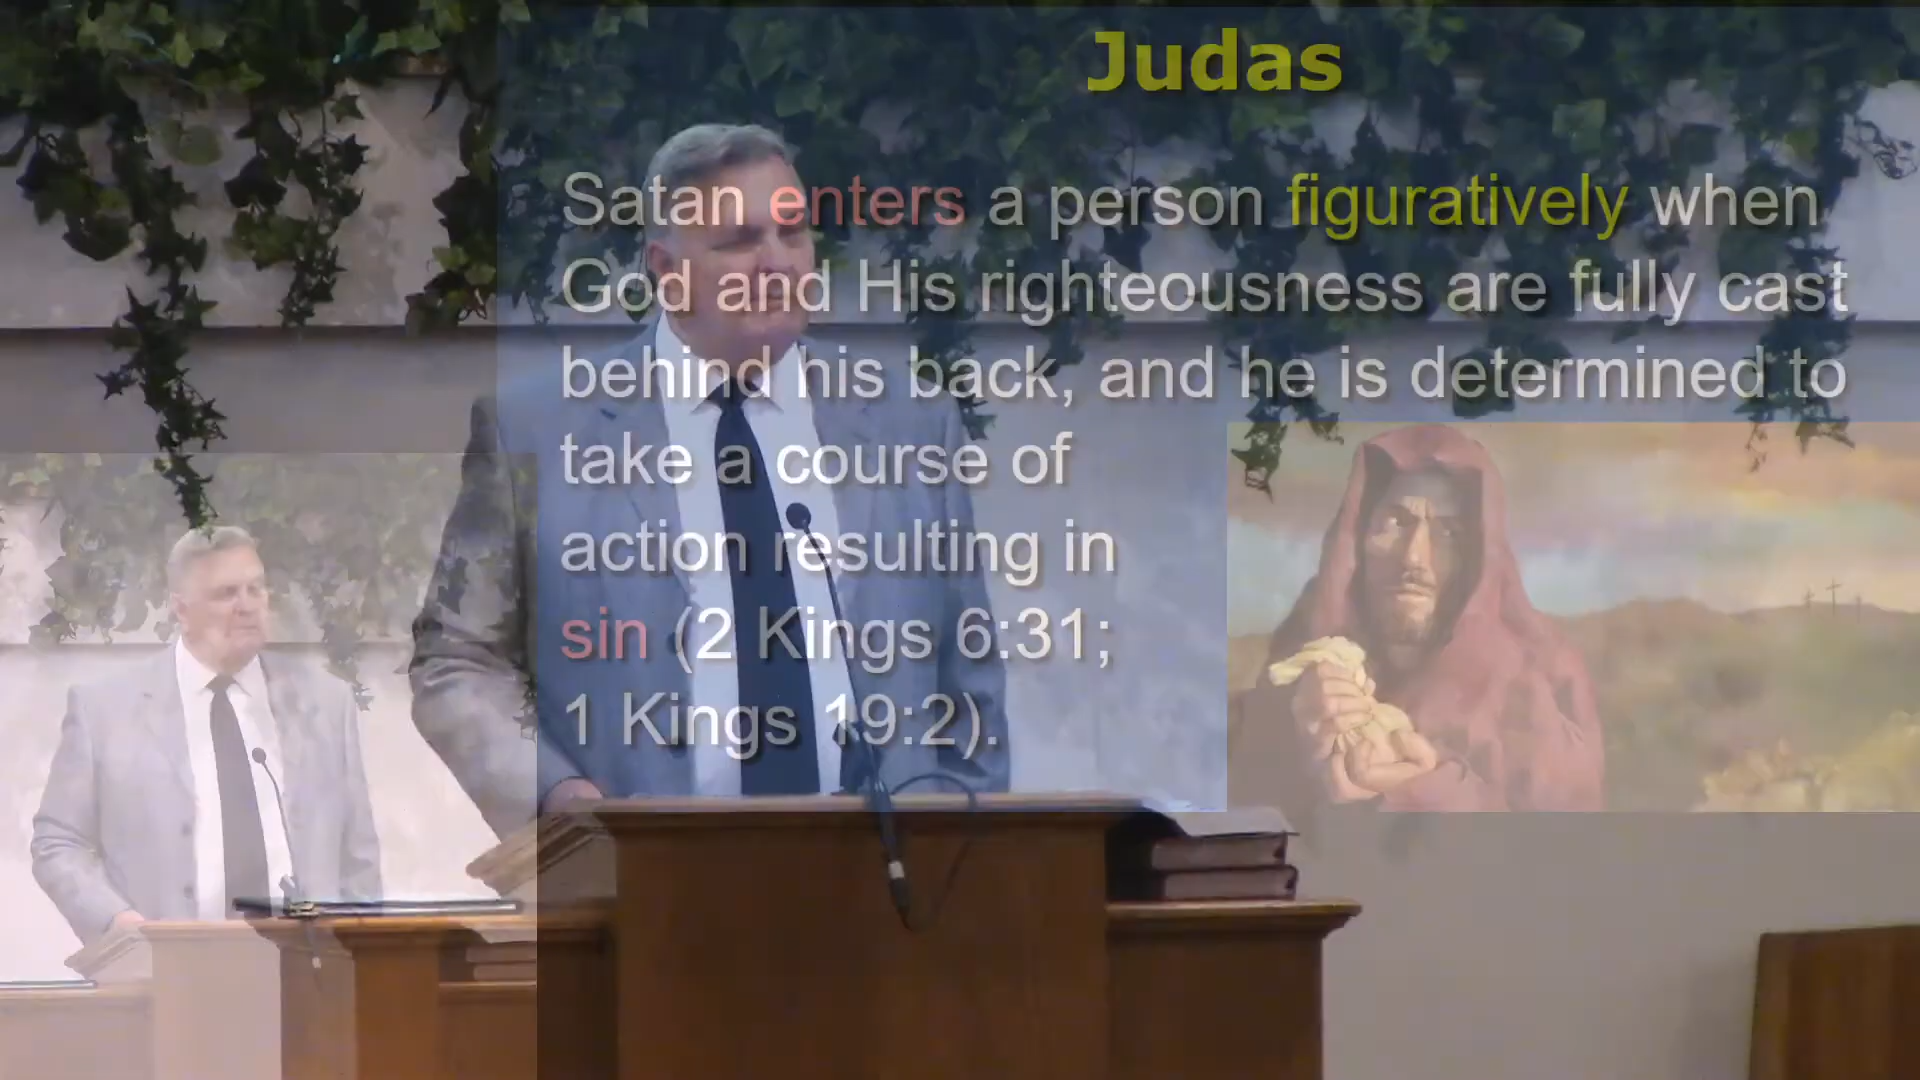 Judas
Satan enters a person figuratively when
God and His righteousness are fully cast
behind his back, and he is determined to
take a course of
action resulting in
sin (2 Kings 6:31;
1 Kings 19:2).